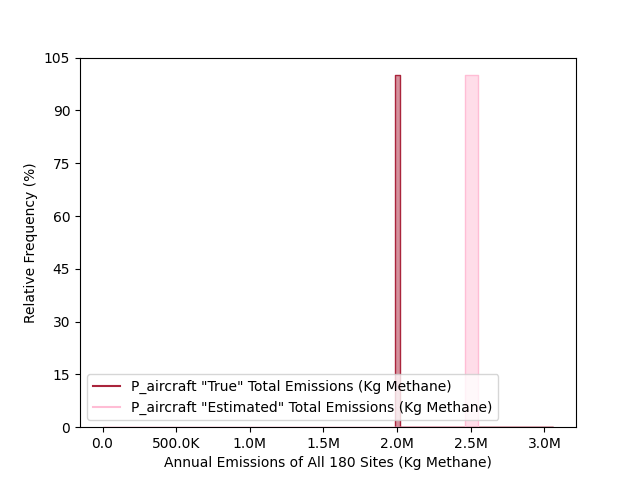 105
90
75
60
45
30
15
0
Relative Frequency (%)
P_aircraft "True" Total Emissions (Kg Methane)
P_aircraft "Estimated" Total Emissions (Kg Methane)
0.0 500.0K 1.0M 1.5M 2.0M 2.5M 3.0M
Annual Emissions of All 180 Sites (Kg Methane)